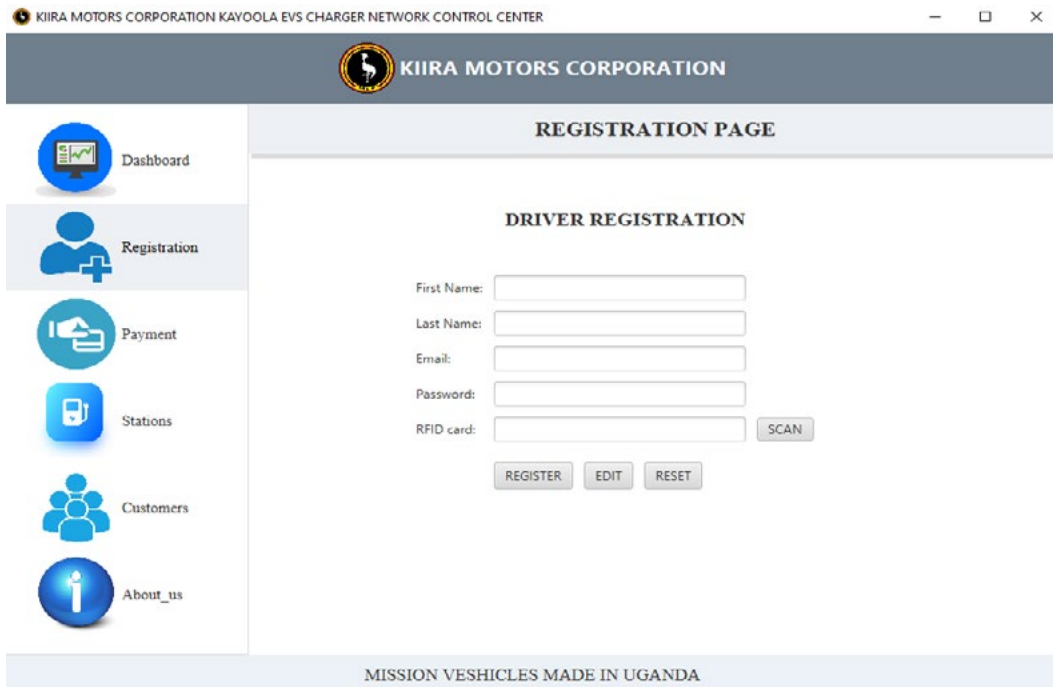 KIIRA MOTORS CORPORATION KAYOOLA EVS CHARGER NETWORK CONTROL CENTER
KIIRA MOTORS CORPORATION
Dashboard
Registration
Payment
Stations
Customers
About_us
REGISTRATION PAGE
DRIVER REGISTRATION
First Name:
Last Name:
Email:
Password:
RFID card:
SCAN
REGISTER EDIT RESET
MISSION VESHICLES MADE IN UGANDA